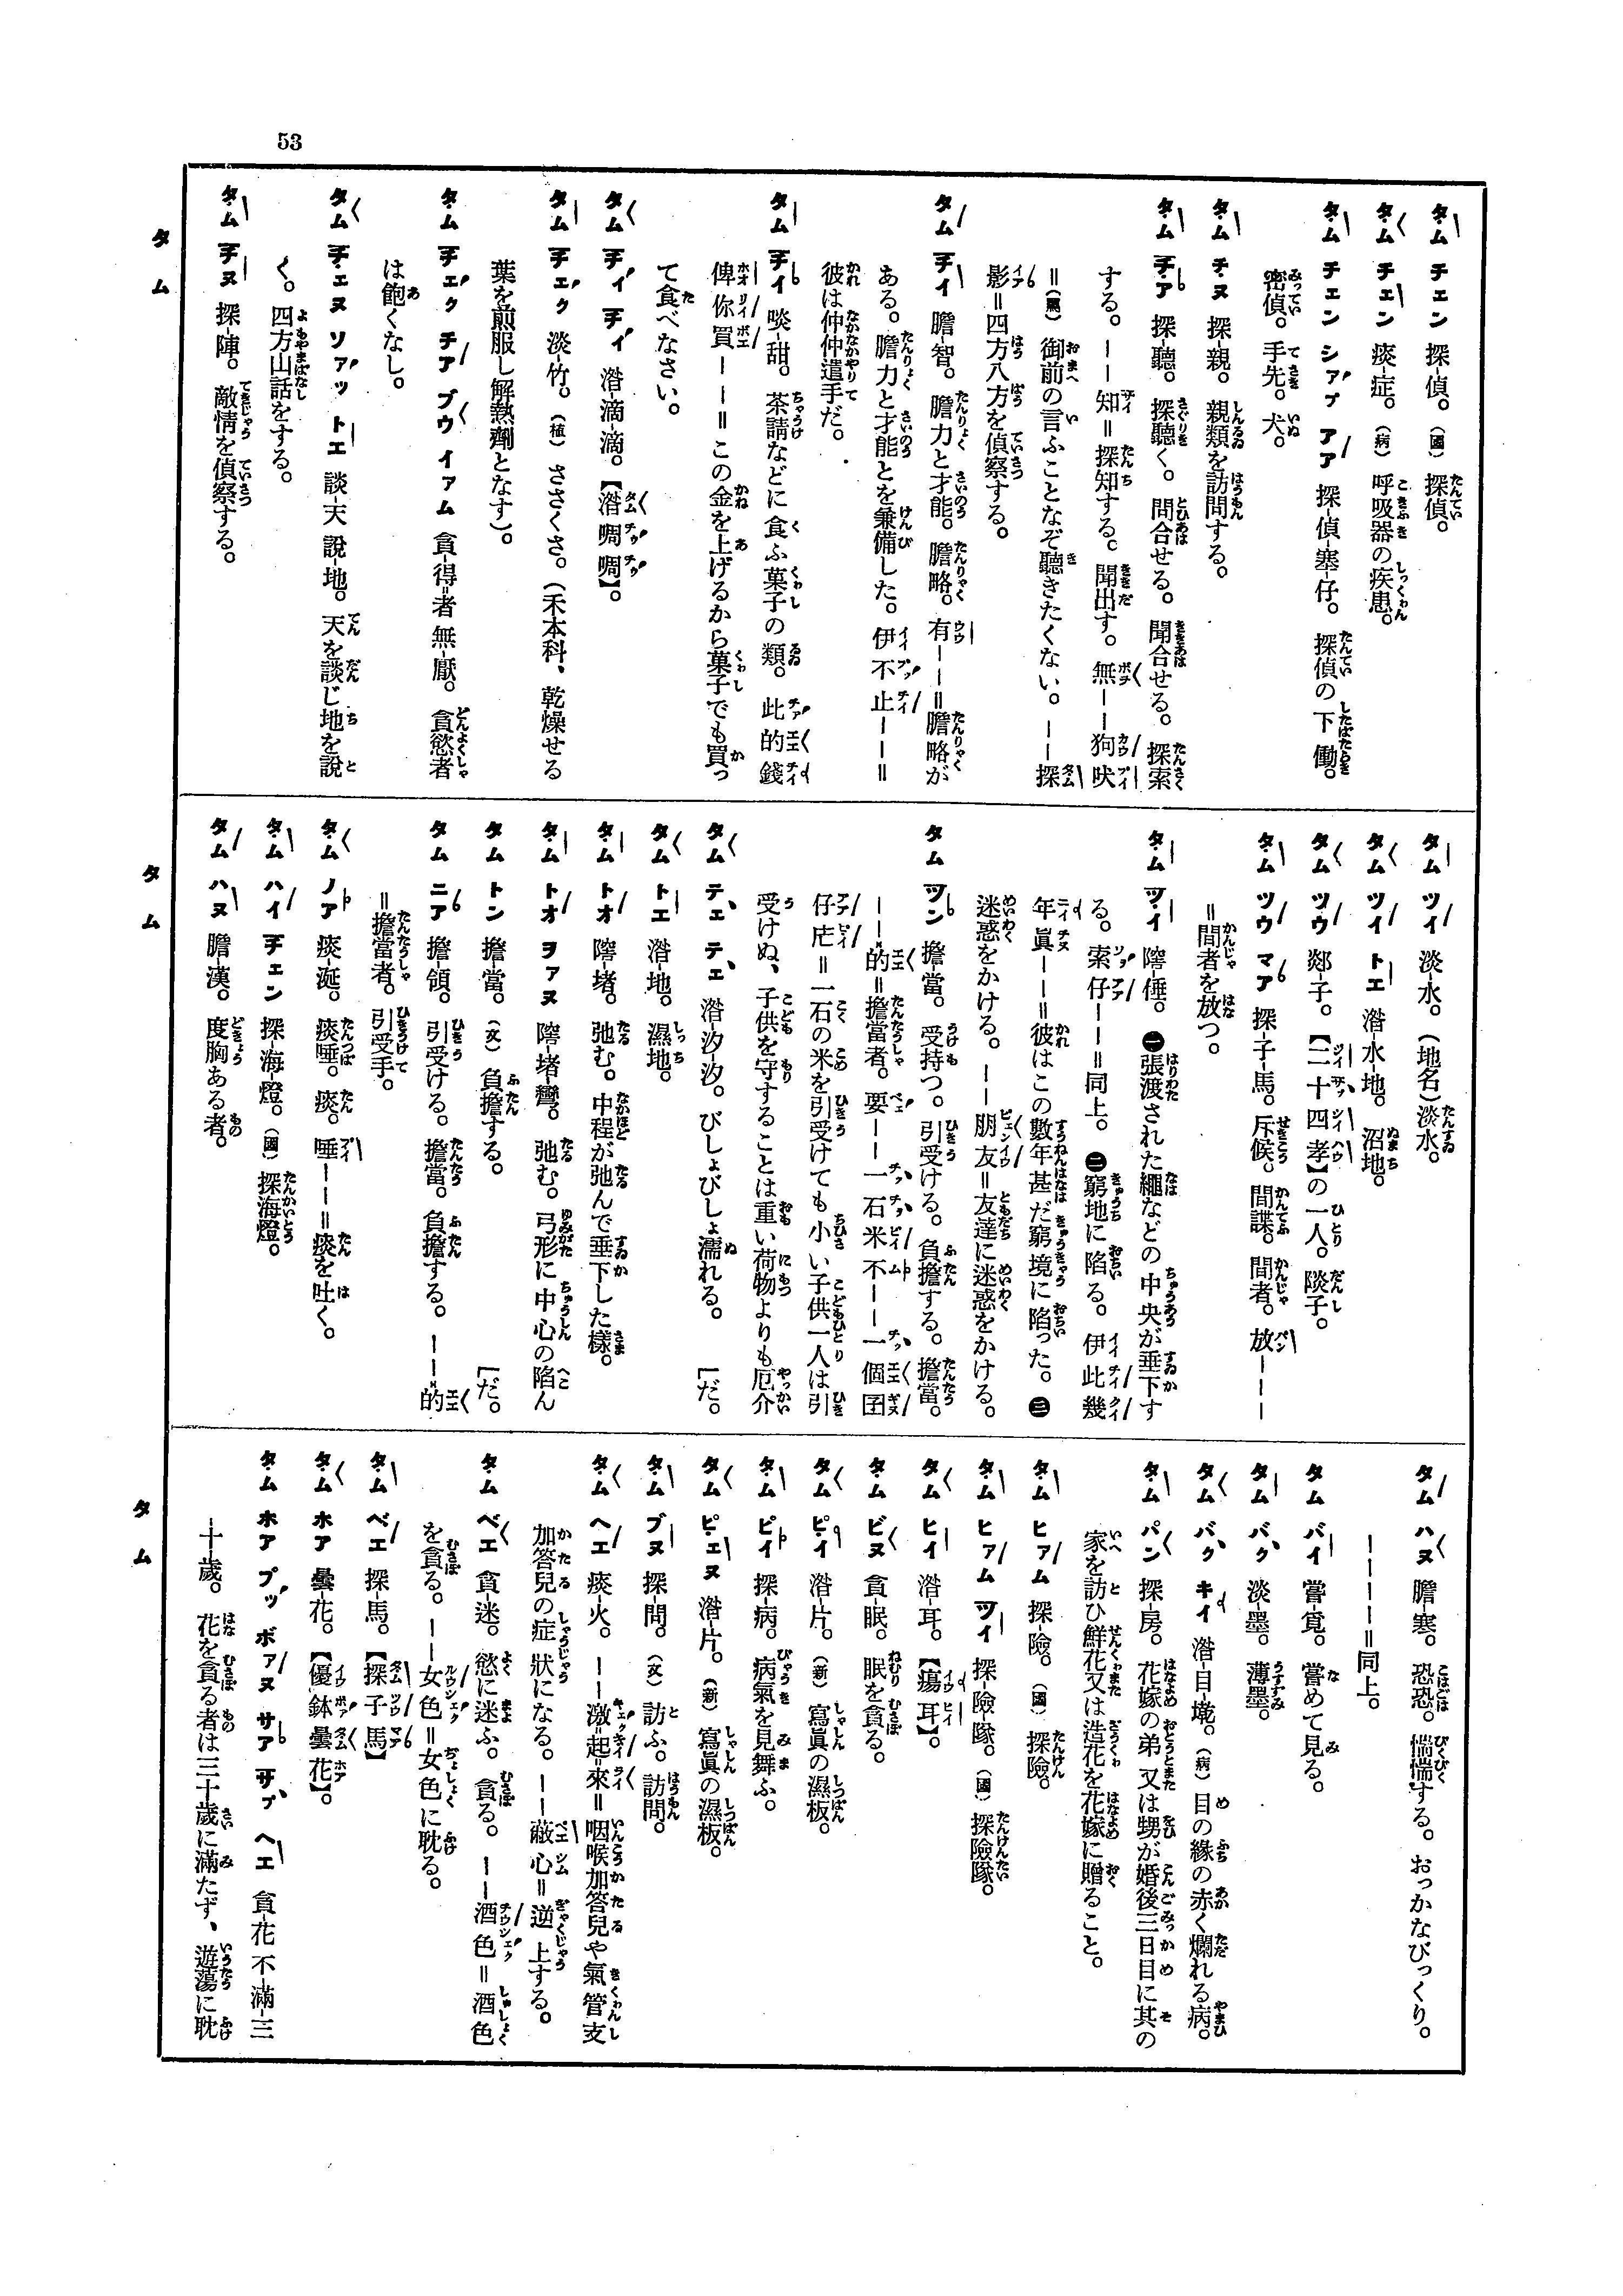 53
タム チェン 探‐偵。(國)探偵。
タム チェン 痰‐症。(病)呼吸器の疾患。
タム チェン シァプ アア 探‐偵‐塞‐仔。探偵の下働。
密偵。手先。犬。
タム チヌ 探‐親。親類を訪問する。
タム チア 探‐聽。探聽く。問合せる。聞合せる。探索
する。——知=探知する。聞出す。無——狗吠
=(罵)御前の言ふことなぞ聽きたくない。——探
影=四方八方を偵察する。
タム チイ 膽‐智。膽力と才能。膽略。有——=膽略が
ある。膽力と才能とを兼備した。伊不止——=
彼は仲仲遣手だ。
タム チイ 啖‐甜。茶請などに食ふ菓子の類。此的錢
俾你買——=この金を上げるから菓子でも買っ
て食べなさい。
タム チイ チイ 㴴‐滴‐滴。【㴴啁啁】。
タム チェク 淡‐竹。(植)ささくさ。(禾本科、乾燥せる
葉を煎服し解熱劑となす)。
タム チェク チア ブウ イァム 貪‐得=者 無‐厭。貪慾者
は飽くなし。
タム チェヌ ソァッ トエ 談‐天 說‐地。天を談じ地を說
く。四方山話をする。
タム チヌ 探‐陣。敵情を偵察する。
タム
タム ツイ 淡‐水。(地名)淡水。
タム ツイ トエ 㴴‐水‐地。沼地。
タム ツウ 郯‐子。【二十四孝】の一人。郯子。
タム ツウ マア 探‐子‐馬。斥候。間諜。間者。放———
=間者を放つ。
タム ツイ ㊀張渡された繩などの中央が垂下す
る。索仔——=同上。㊁窮地に陷る。伊此幾
年眞——=彼はこの數年甚だ窮境に陷った。㊂
迷惑をかける。——朋友=友達に迷惑をかける。
タム ツン 擔‐當。受持つ。引受ける。負擔する。擔當。
——的=擔當者。要——一石米不——一個囝
仔疕=一石の米を引受けても小い子供一人は引
受けぬ、子供を守することは重い荷物よりも厄介
タム テェ テェ 㴴‐汐‐汐。びしょびしょ濡れる。[だ。
タム トエ 㴴‐地。濕地。
タム トオ 弛む。中程が弛んで垂下した樣。
タム トオ ヲァヌ 弛む。弓形に中心の陷ん
タム トン 擔‐當。(文)負擔する。[だ。
タム ニア 擔‐領。引受ける。擔當。負擔する。——的
=擔當者。引受手。
タム ノア 痰‐涎。痰唾。痰。唾——=痰を吐く。
タム ハイ チェン 探‐海‐燈。(國)探海燈。
タム ハヌ 膽‐漢。度胸ある者。
タム
タム ハヌ 膽‐寒。恐恐。惴惴する。おっかなびっくり。
————=同上。
タム バイ 嘗‐覔。嘗めて見る。
タム バク 淡‐墨。薄墨。
タム バク キイ 㴴‐目‐墘。(病)目の緣の赤く爛れる病。
タム パン 探‐房。花嫁の弟又は甥が婚後三日目に其の
家を訪ひ鮮花又は造花を花嫁に贈ること。
タム ヒァム 探‐險。(國)探險。
タム ヒァム ツイ 探‐險‐隊。(國)探險隊。
タム ヒイ 㴴‐耳。【瘍耳】。
タム ビヌ 貪‐眠。眠を貪る。
タム ピイ 㴴‐片。(新)寫眞の濕板。
タム ピイ 探‐病。病氣を見舞ふ。
タム ピェヌ 㴴‐片。(新)寫眞の濕板。
タム ブヌ 探‐問。(文)訪ふ。訪問。
タム ヘエ 痰‐火。——激=起‐來=咽喉加答兒や氣管支
加答兒の症狀になる。——蔽心=逆上する。
タム ベエ 貪‐迷。慾に迷ふ。貪る。——酒色=酒色
を貪る。——女色=女色に耽る。
タム ベエ 探‐馬。【探子馬】
タム ホア 曇‐花。【優鉢曇花】。
タム ホア プッ ボァヌ サア サプ ヘエ 貪‐花 不‐滿‐三
‐十‐歲。花を貪る者は三十歲に滿たず、遊蕩に耽
タム